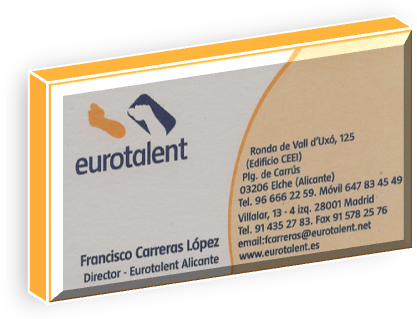 eurotalent
Francisco Carreras López
Director - Eurotalent Alicante
Ronda de Vall d'Uxó, 125
(Edificio CEEI)
Plg. de Carrús
03206 Elche (Alicante)
Tel. 96 666 22 59. Móvil 647 83 45 49
Villalar, 13 - 4 izq. 28001 Madrid
Tel. 91 435 27 83. Fax 91 578 25 76
email:fcarreras@eurotalent.net
www.eurotalent.es